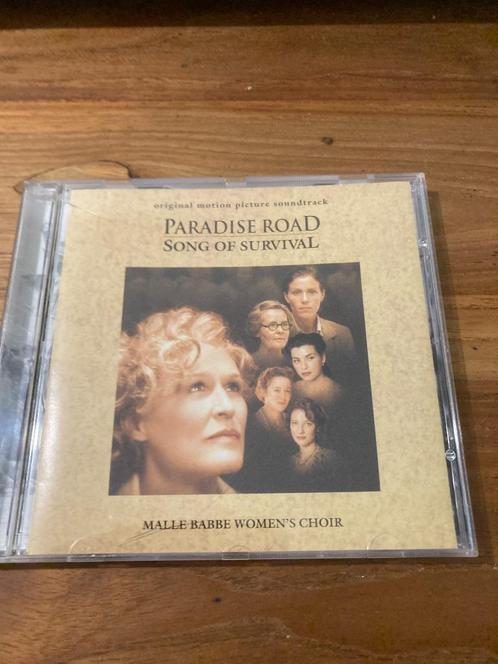 original motion picture soundtrack
PARADISE ROAD
SONG OF SURVIVAL
MALLE BABBE WOMEN'S CHOIR